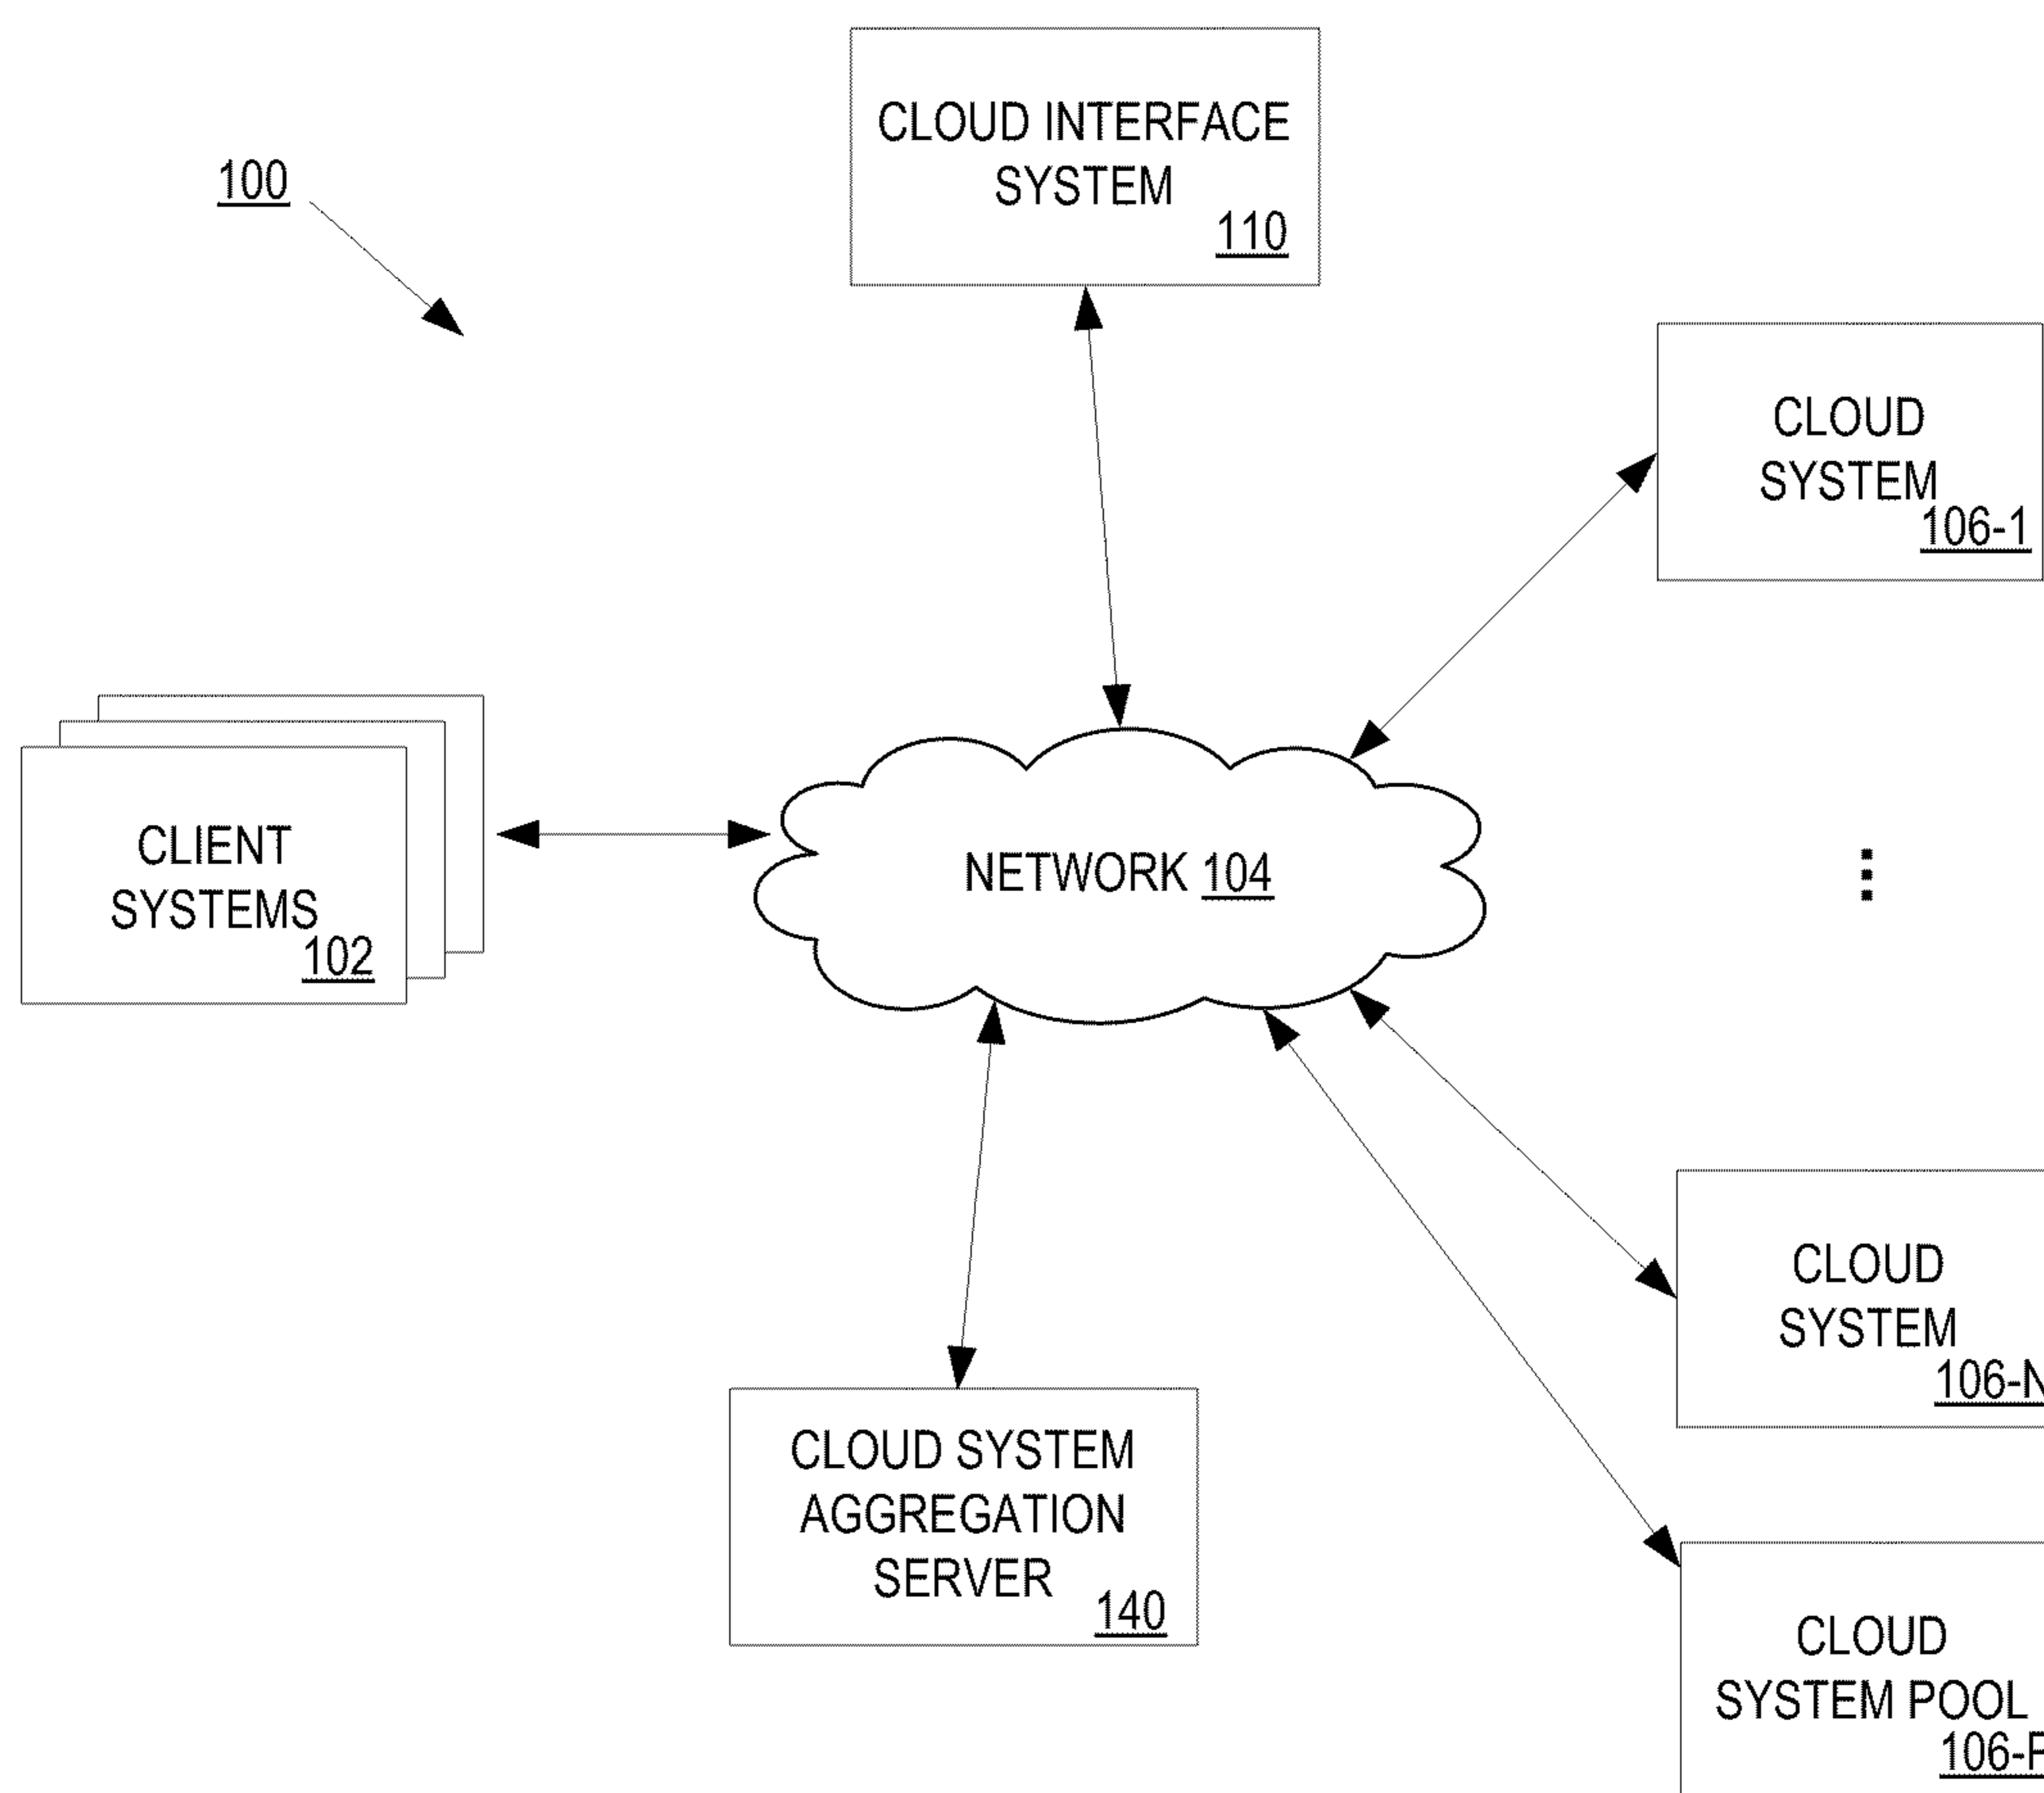 CLOUD INTERFACE
SYSTEM
110
100
CLOUD
SYSTEM
106-1
CLIENT
SYSTEMS
102
NETWORK 104
CLOUD
SYSTEM
106-N
CLOUD SYSTEM
AGGREGATION
SERVER
140
CLOUD
SYSTEM POOL